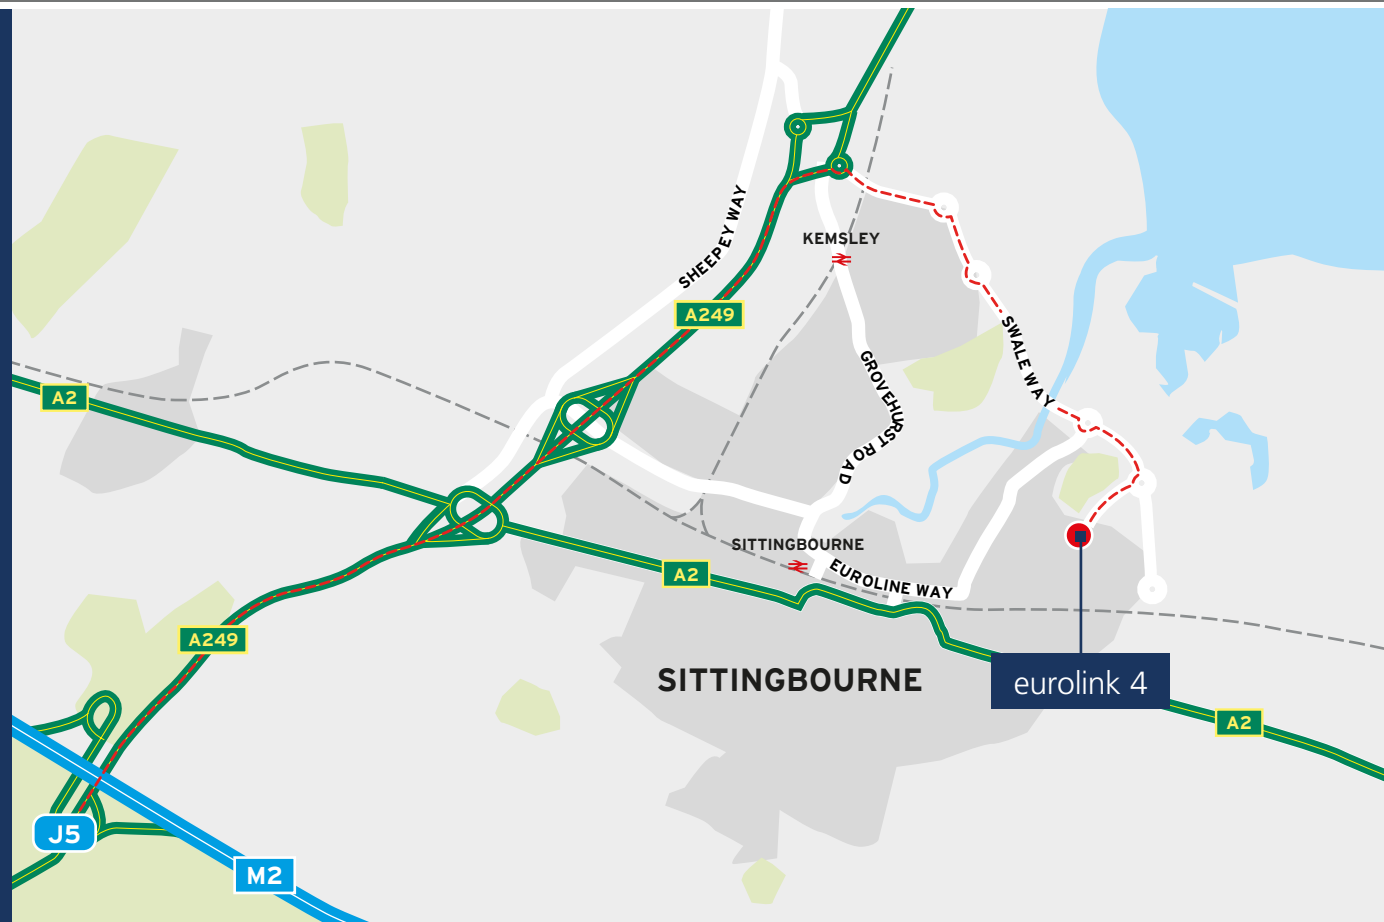 SHEEPEY WAY
KEMSLEY
A249
SWALE WAY
A2
GROVEHURST ROAD
SITTINGBOURNE
A2
EUROLINE WAY
A249
SITTINGBOURNE
eurolink 4
A2
J5
M2